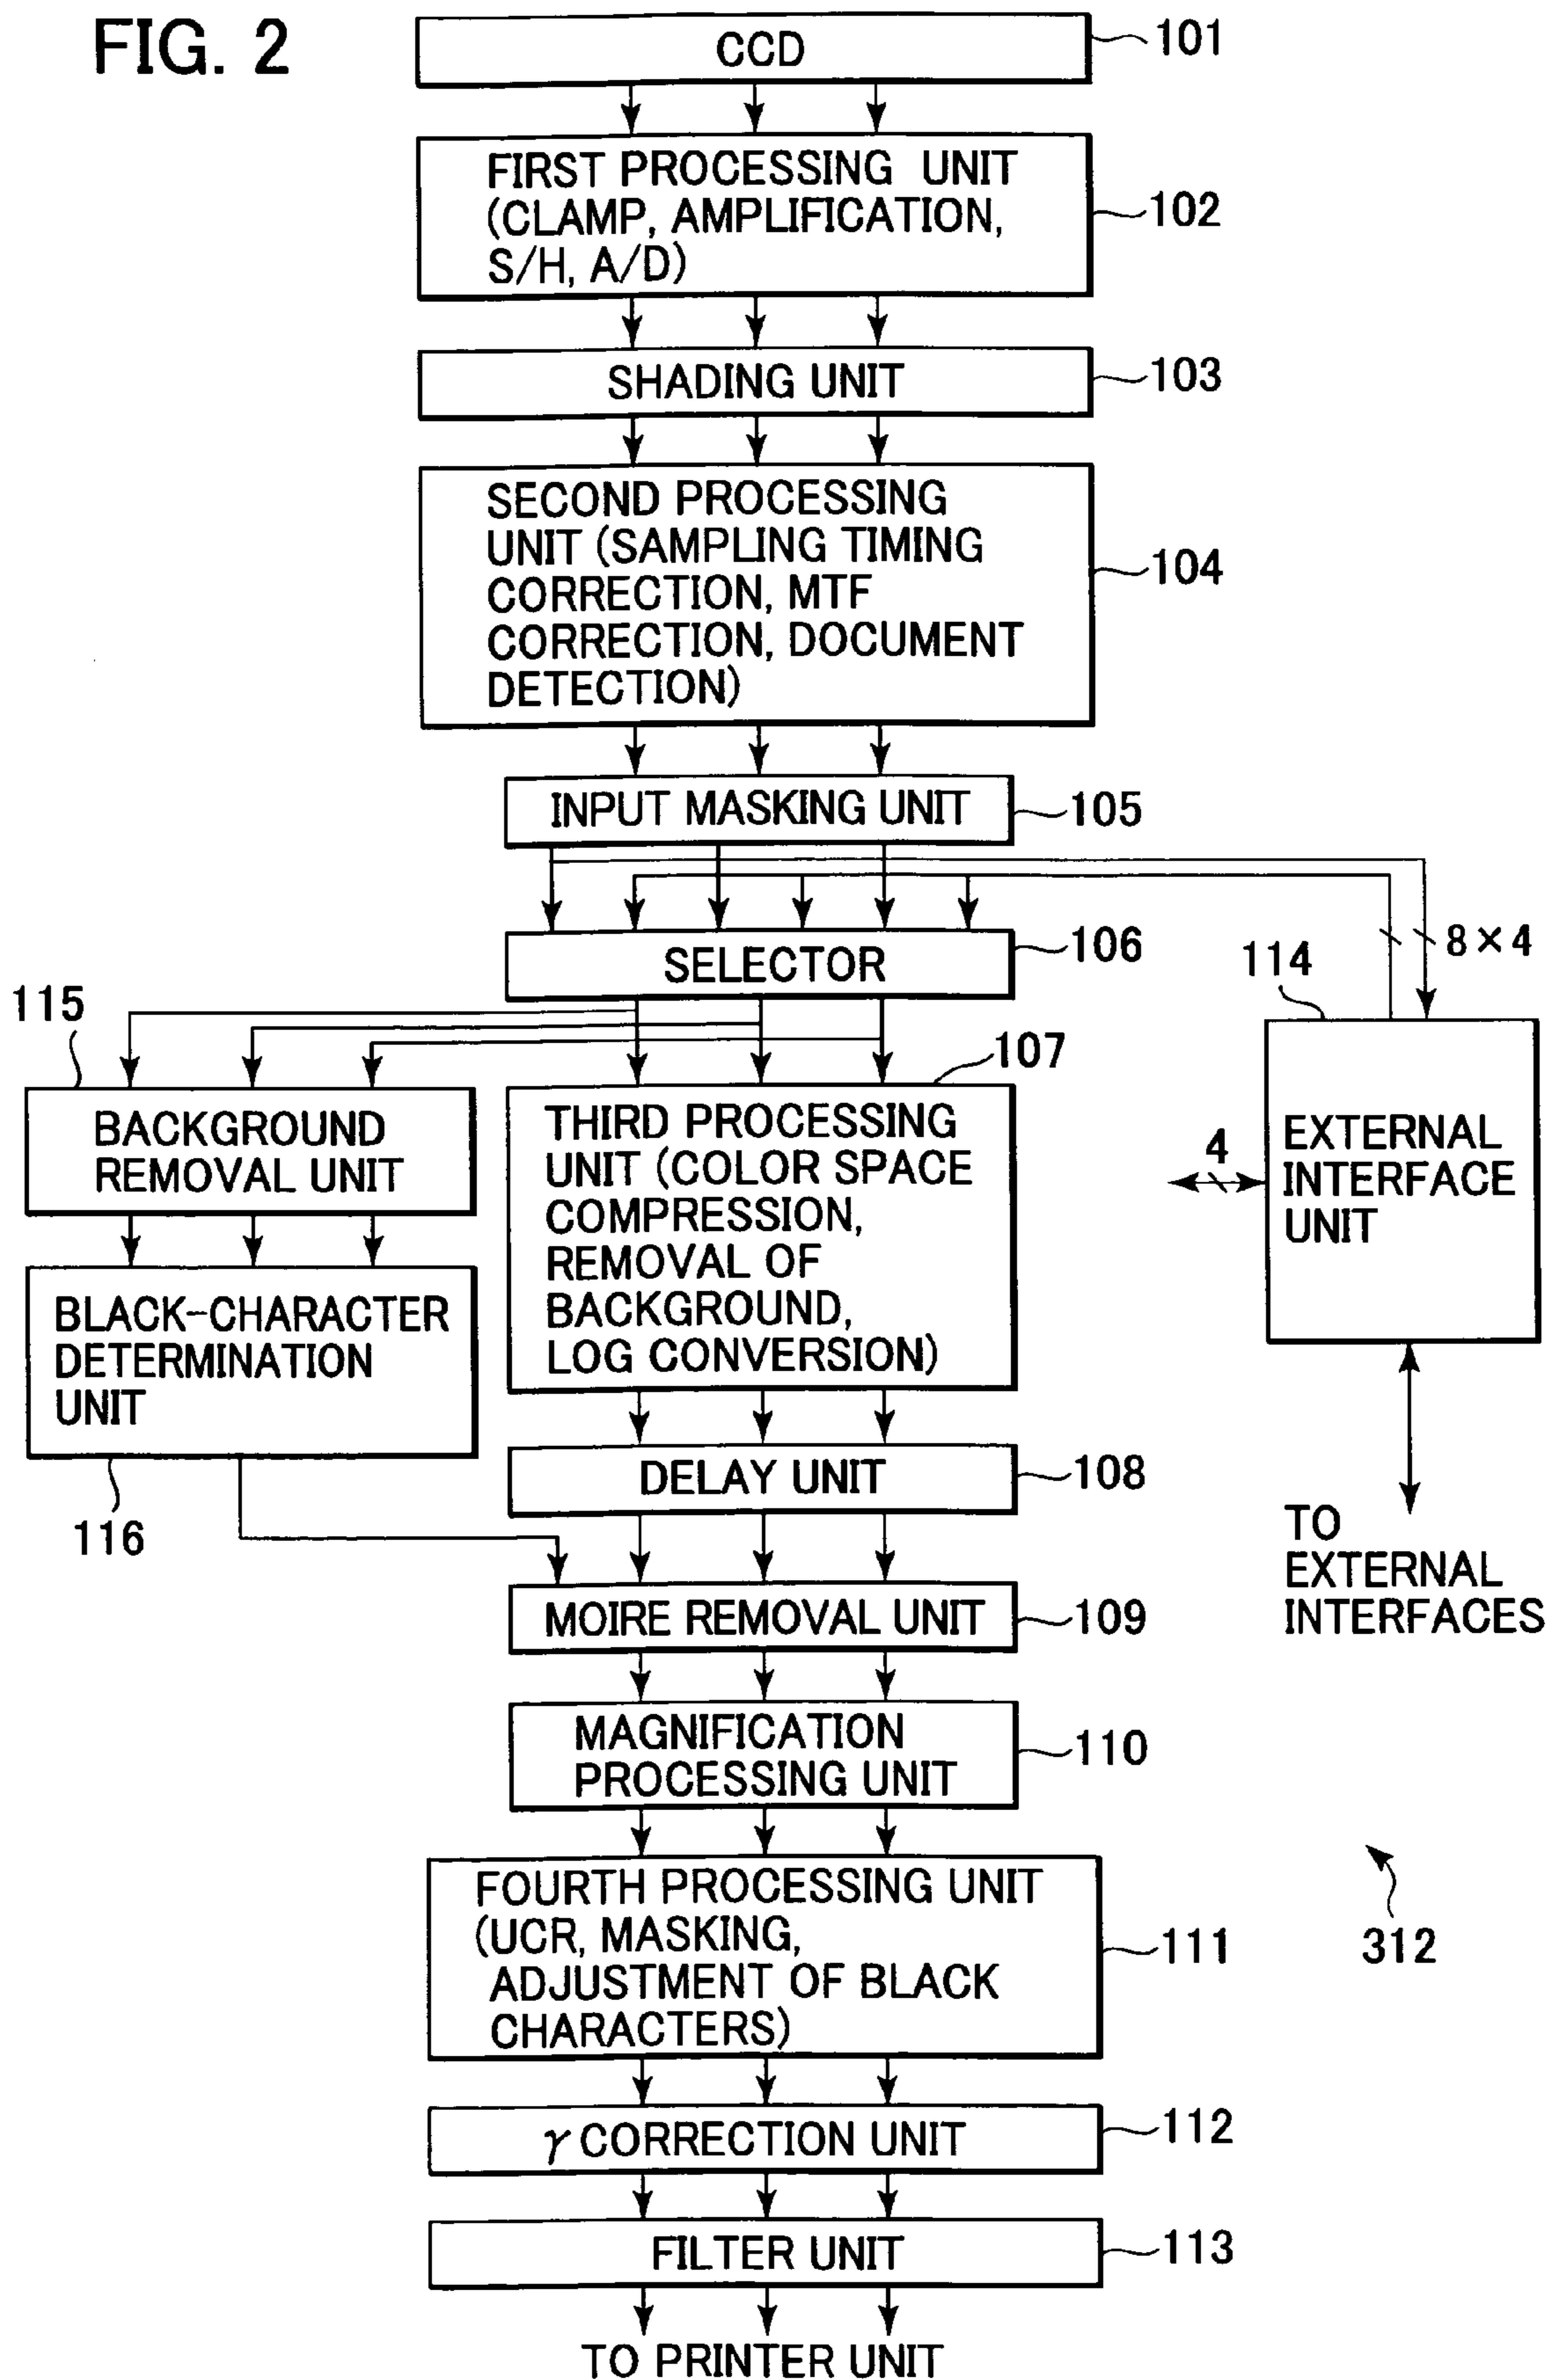 FIG. 2
CCD
101
FIRST PROCESSING UNIT
(CLAMP, AMPLIFICATION,
S/H, A/D)
102
SHADING UNIT
103
SECOND PROCESSING
UNIT (SAMPLING TIMING
CORRECTION, MTF
CORRECTION, DOCUMENT
DETECTION)
104
INPUT MASKING UNIT
105
SELECTOR
106
8×4
114
115
107
BACKGROUND
REMOVAL UNIT
THIRD PROCESSING
UNIT (COLOR SPACE
COMPRESSION,
REMOVAL OF
BACKGROUND,
LOG CONVERSION)
4
EXTERNAL
INTERFACE
UNIT
BLACK-CHARACTER
DETERMINATION
UNIT
116
DELAY UNIT
108
TO
EXTERNAL
INTERFACES
MOIRE REMOVAL UNIT
109
MAGNIFICATION
PROCESSING UNIT
110
FOURTH PROCESSING UNIT
(UCR, MASKING,
ADJUSTMENT OF BLACK
CHARACTERS)
111
312
γ CORRECTION UNIT
112
FILTER UNIT
113
TO PRINTER UNIT